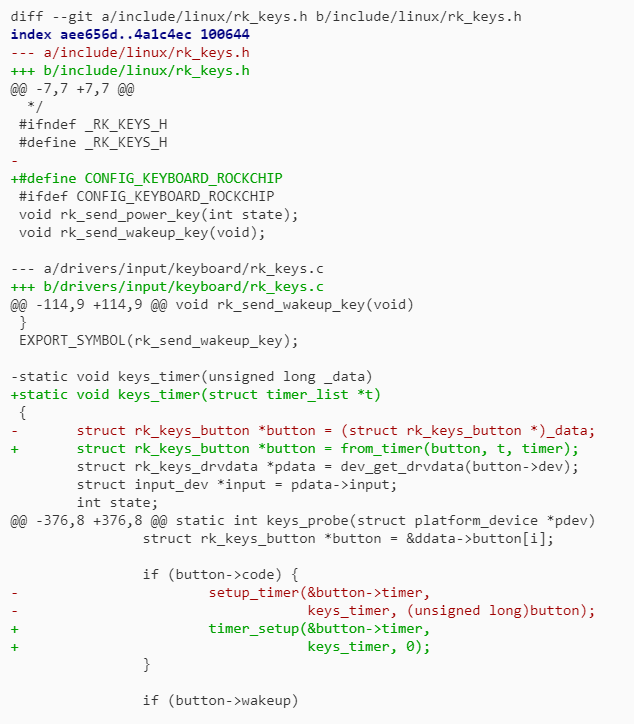 diff --git a/include/linux/rk_keys.h b/include/linux/rk_keys.h
index aee656d..4a1c4ec 100644
--- a/include/linux/rk_keys.h
+++ b/include/linux/rk_keys.h
@@ -7,7 +7,7 @@
  */
 #ifndef _RK_KEYS_H
 #define _RK_KEYS_H
-
+#define CONFIG_KEYBOARD_ROCKCHIP
 #ifdef CONFIG_KEYBOARD_ROCKCHIP
 void rk_send_power_key(int state);
 void rk_send_wakeup_key(void);

--- a/drivers/input/keyboard/rk_keys.c
+++ b/drivers/input/keyboard/rk_keys.c
@@ -114,9 +114,9 @@ void rk_send_wakeup_key(void)
 }
 EXPORT_SYMBOL(rk_send_wakeup_key);

-static void keys_timer(unsigned long _data)
+static void keys_timer(struct timer_list *t)
 {
-       struct rk_keys_button *button = (struct rk_keys_button *)_data;
+       struct rk_keys_button *button = from_timer(button, t, timer);
        struct rk_keys_drvdata *pdata = dev_get_drvdata(button->dev);
        struct input_dev *input = pdata->input;
        int state;
@@ -376,8 +376,8 @@ static int keys_probe(struct platform_device *pdev)
                struct rk_keys_button *button = &ddata->button[i];

                if (button->code) {
-                       setup_timer(&button->timer,
-                                   keys_timer, (unsigned long)button);
+                       timer_setup(&button->timer,
+                                   keys_timer, 0);
                }

                if (button->wakeup)